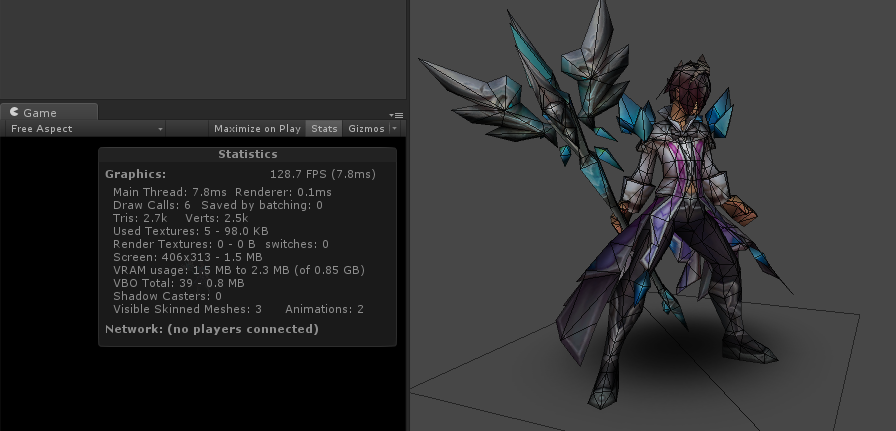 Game
Free Aspect Maximize on Play Stats Gizmos
Statistics
Graphics: 128.7 FPS (7.8ms)
Main Thread: 7.8ms Renderer: 0.1ms
Draw Calls: 6 Saved by batching: 0
Tris: 2.7k Verts: 2.5k
Used Textures: 5 - 98.0 KB
Render Textures: 0 - 0 B switches: 0
Screen: 406x313 - 1.5 MB
VRAM usage: 1.5 MB to 2.3 MB (of 0.85 GB)
VBO Total: 39 - 0.8 MB
Shadow Casters: 0
Visible Skinned Meshes: 3 Animations: 2
Network: (no players connected)